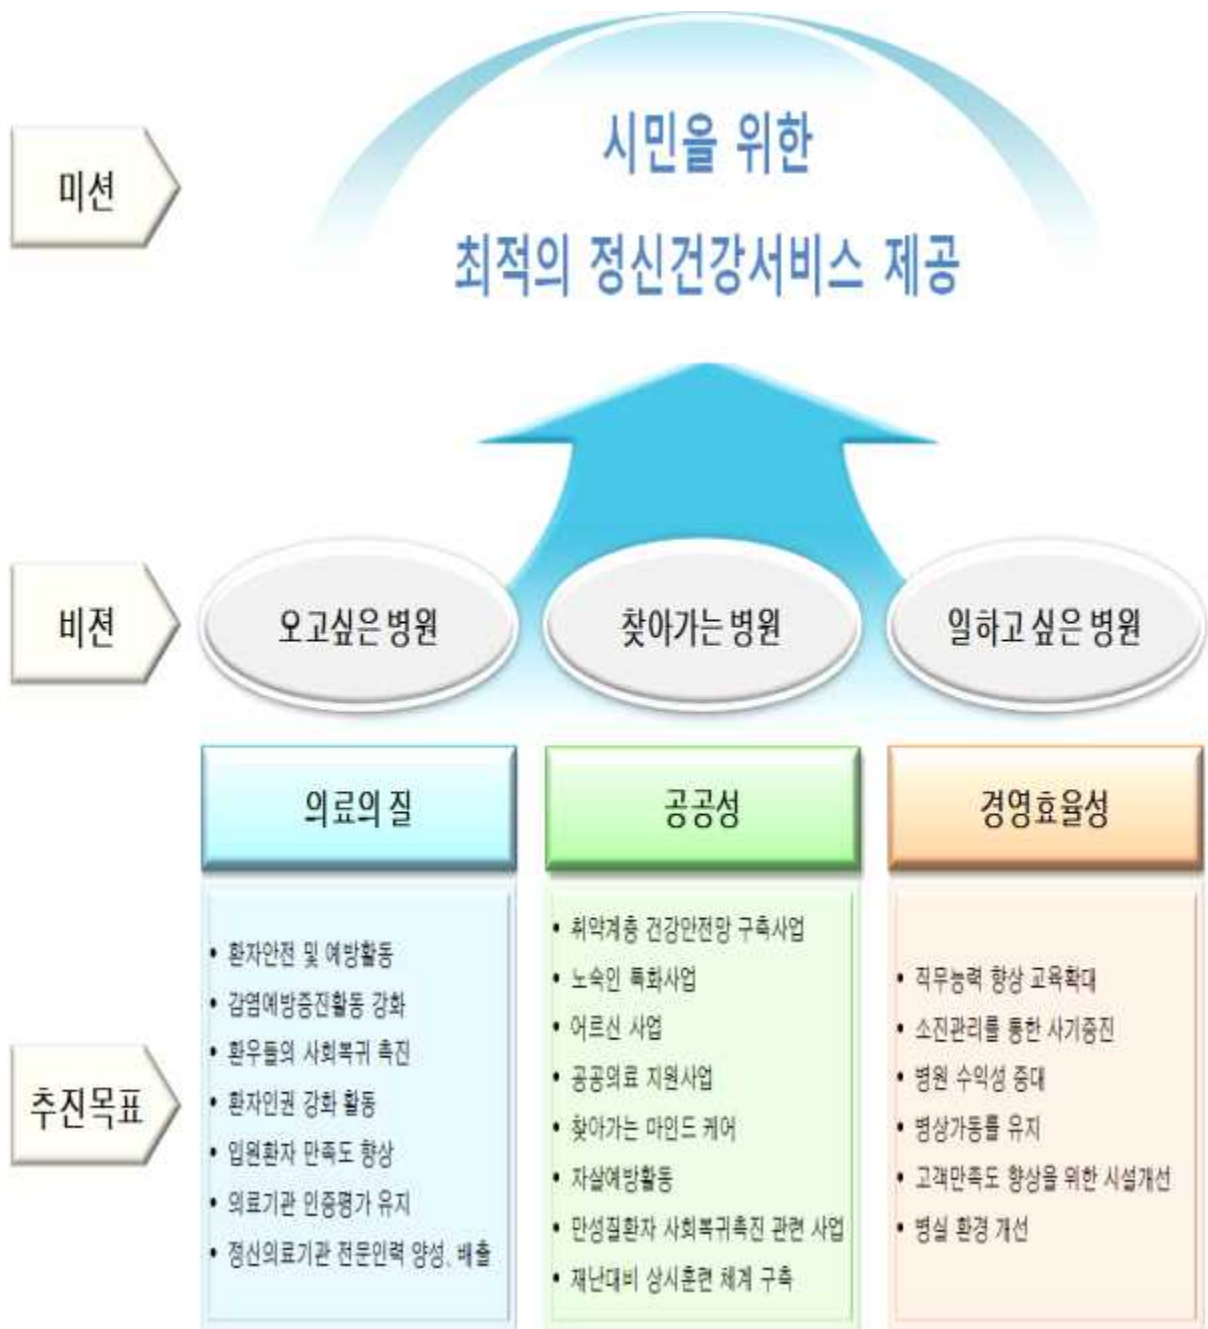 미션
시민을 위한
최적의 정신건강서비스 제공
비젼
오고싶은 병원
찾아가는 병원
일하고 싶은 병원
추진목표
의료의 질
• 환자안전 및 예방활동
• 감염예방증진활동 강화
• 환우들의 사회복귀 촉진
• 환자인권 강화 활동
• 입원환자 만족도 향상
• 의료기관 인증평가 유지
• 정신의료기관 전문인력 양성, 배출
공공성
• 취약계층 건강안전망 구축사업
• 노숙인 특화사업
• 어르신 사업
• 공공의료 지원사업
• 찾아가는 마인드 케어
• 자살예방활동
• 만성질환자 사회복귀촉진 관련 사업
• 재난대비 상시훈련 체계 구축
경영효율성
• 직무능력 향상 교육확대
• 소진관리를 통한 사기증진
• 병원 수익성 증대
• 병상가동률 유지
• 고객만족도 향상을 위한 시설개선
• 병실 환경 개선